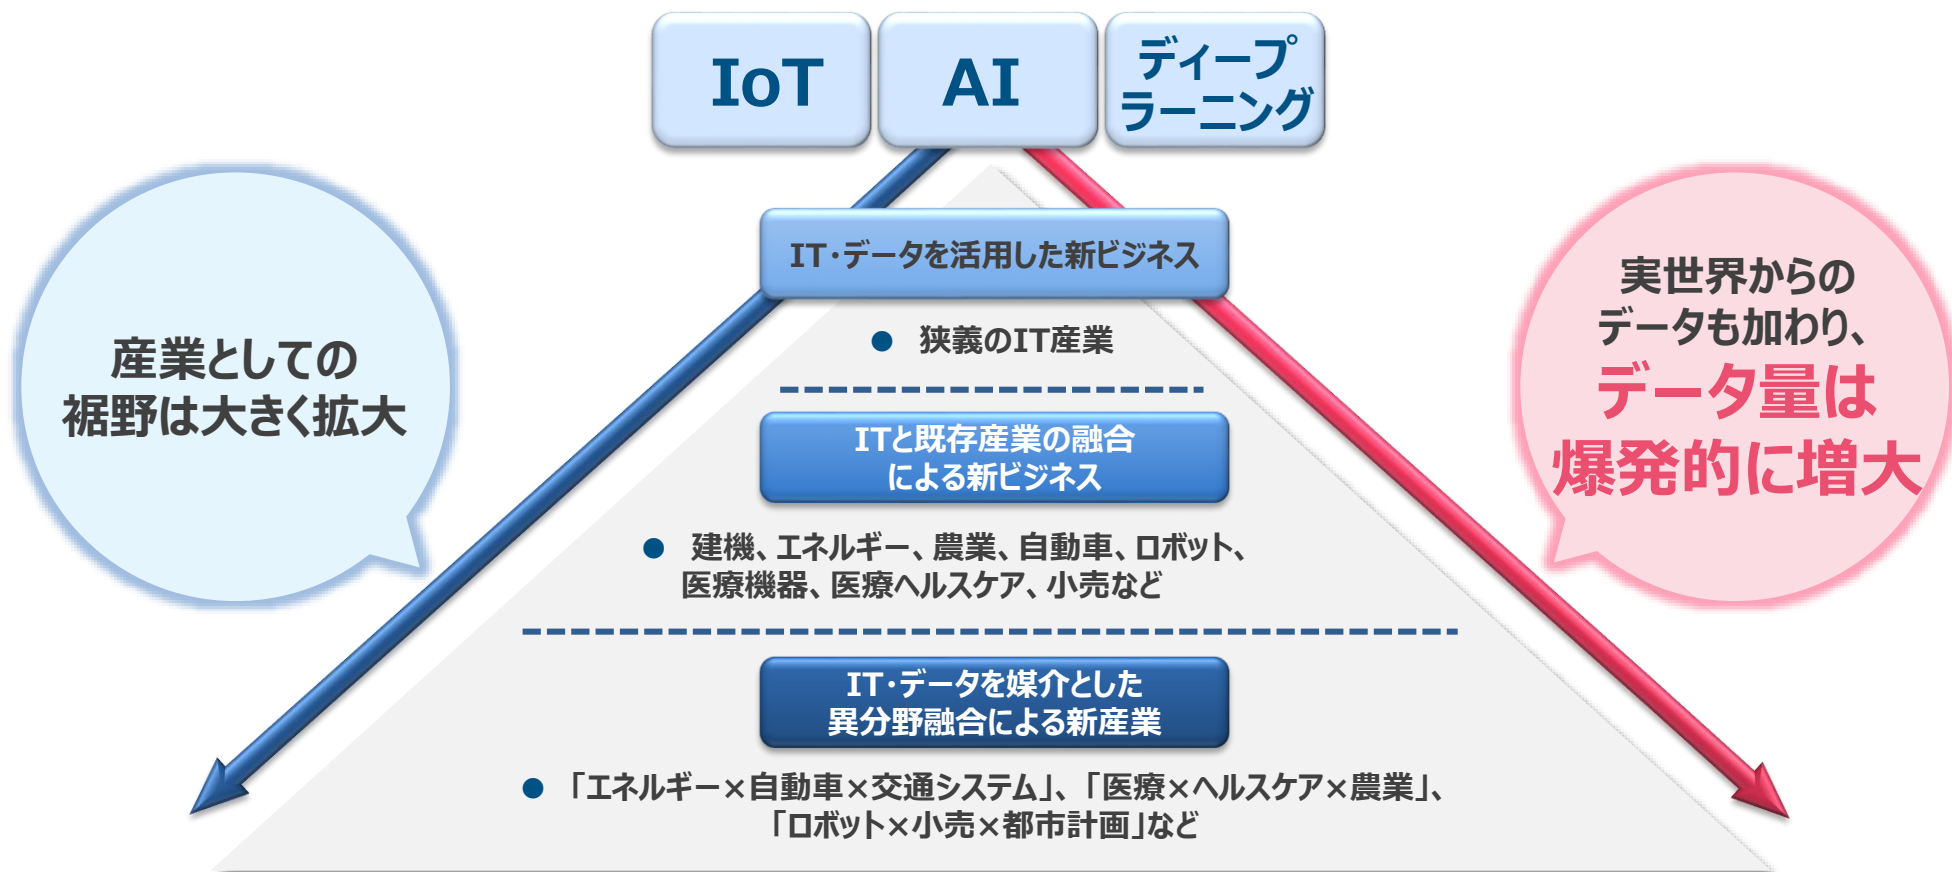 IoT
AI
ディープ
ラーニング
IT・データを活用した新ビジネス
● 狭義のIT産業
ITと既存産業の融合
による新ビジネス
● 建機、エネルギー、農業、自動車、ロボット、
医療機器、医療ヘルスケア、小売など
IT・データを媒介とした
異分野融合による新産業
● 「エネルギー×自動車×交通システム」、「医療×ヘルスケア×農業」、
「ロボット×小売×都市計画」など
産業としての
裾野は大きく拡大
実世界からの
データも加わり、
データ量は
爆発的に増大